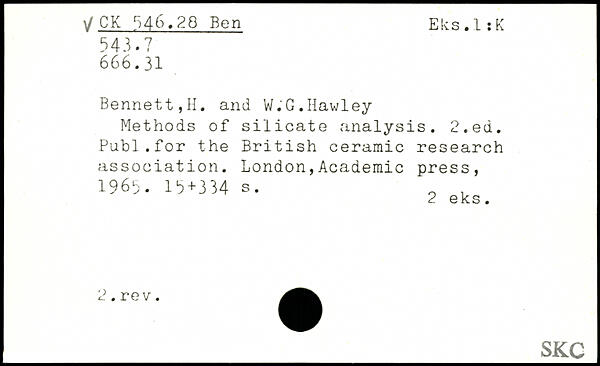 √ CK 546.28 Ben Eks.1:K
543.7
666.31
Bennett,H. and W.G.Hawley
Methods of silicate analysis. 2.ed.
Publ.for the British ceramic research
association. London,Academic press,
1965. 15+334 s.
2 eks.
2.rev.
SKC